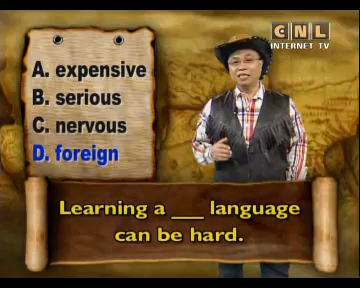 CNL
INTERNET TV
A. expensive
B. serious
C. nervous
D. foreign
Learning a ___ language
can be hard.